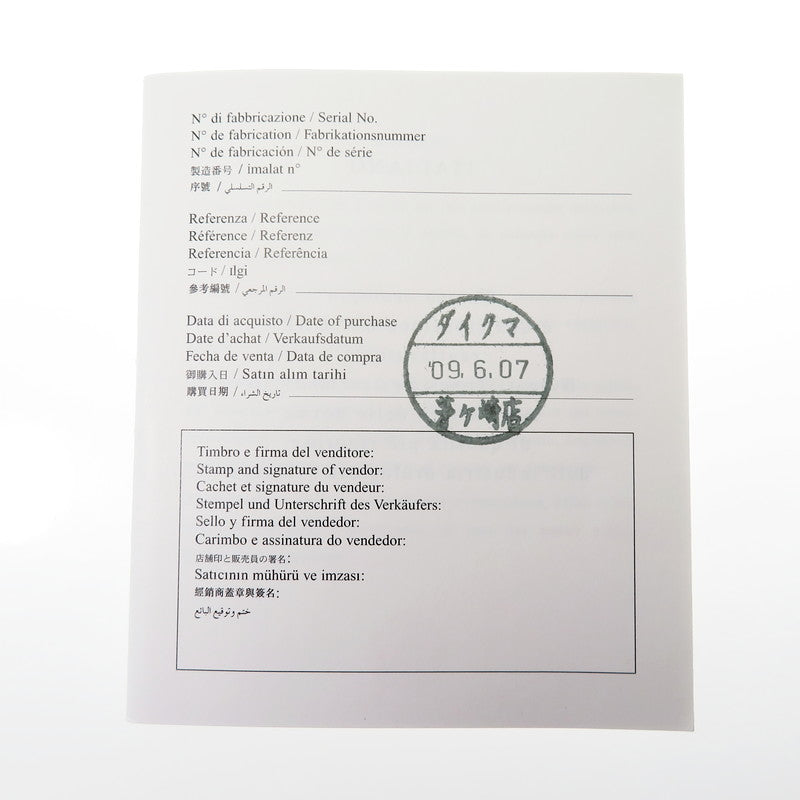 N° di fabbricazione / Serial No.
N° de fabrication / Fabrikationsnummer
N° de fabricación / N° de série
製造番号 / îmalat n°
序號 / الرقم التسلسلي
Referenza / Reference
Référence / Referenz
Referencia / Referência
コード / Ilgi
參考編號 / الرقم المرجعي
Data di acquisto / Date of purchase
Date d'achat / Verkaufsdatum
Fecha de venta / Data de compra
御購入日 / Satın alım tarihi
購買日期 / تاريخ الشراء
ダイクマ
'09.6.07
茅ケ崎店
Timbro e firma del venditore:
Stamp and signature of vendor:
Cachet et signature du vendeur:
Stempel und Unterschrift des Verkäufers:
Sello y firma del vendedor:
Carimbo e assinatura do vendedor:
店舗印と販売員の署名:
Satıcının mühürü ve imzası:
經銷商蓋章與簽名:
ختم وتوقيع البائع